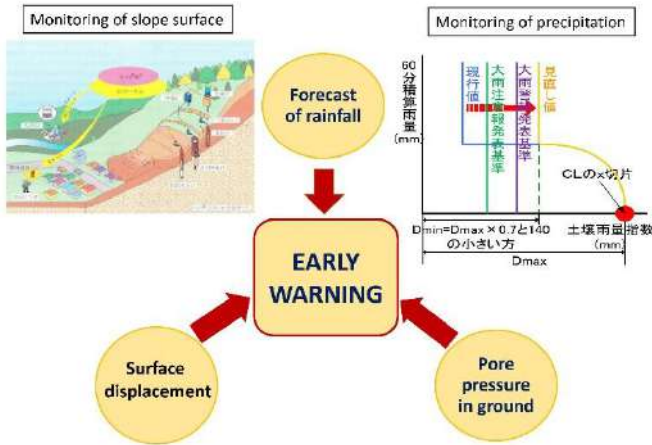 Monitoring of slope surface
Monitoring of precipitation
Forecast
of rainfall
60分積算雨量(mm)
現行値
大雨注意報発表基準
大雨警報発表基準
見直し値
CLのx切片
Dmin=Dmax×0.7と140
の小さい方
土壌雨量指数
(mm)
Dmax
EARLY
WARNING
Surface
displacement
Pore
pressure
in ground